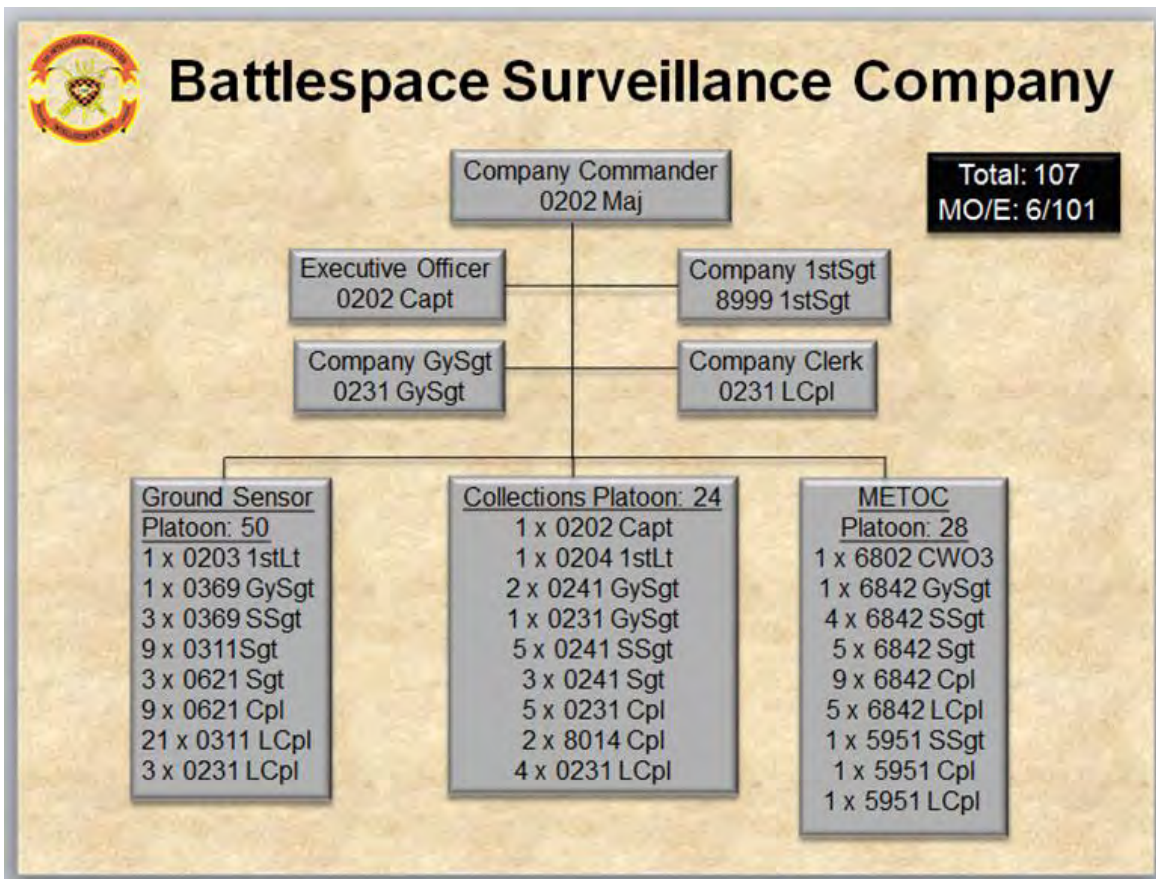 Battlespace Surveillance Company
Total: 107
MO/E: 6/101
Company Commander
0202 Maj
Executive Officer
0202 Capt
Company 1stSgt
8999 1stSgt
Company GySgt
0231 GySgt
Company Clerk
0231 LCpl
Ground Sensor
Platoon: 50
1 x 0203 1stLt
1 x 0369 GySgt
3 x 0369 SSgt
9 x 0311Sgt
3 x 0621 Sgt
9 x 0621 Cpl
21 x 0311 LCpl
3 x 0231 LCpl
Collections Platoon: 24
1 x 0202 Capt
1 x 0204 1stLt
2 x 0241 GySgt
1 x 0231 GySgt
5 x 0241 SSgt
3 x 0241 Sgt
5 x 0231 Cpl
2 x 8014 Cpl
4 x 0231 LCpl
METOC
Platoon: 28
1 x 6802 CWO3
1 x 6842 GySgt
4 x 6842 SSgt
5 x 6842 Sgt
9 x 6842 Cpl
5 x 6842 LCpl
1 x 5951 SSgt
1 x 5951 Cpl
1 x 5951 LCpl